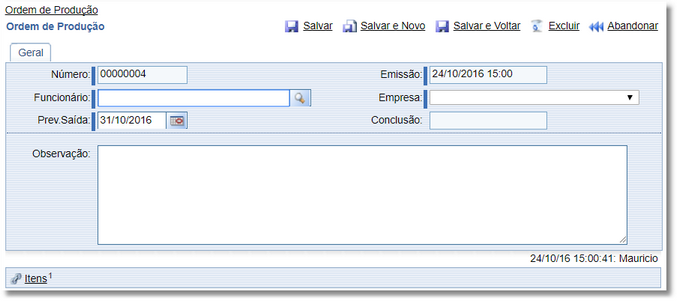 Ordem de Produção
Ordem de Produção Salvar Salvar e Novo Salvar e Voltar Excluir Abandonar
Geral
Número: 00000004 Emissão: 24/10/2016 15:00
Funcionário: Empresa:
Prev.Saída: 31/10/2016 Conclusão:
Observação:
24/10/16 15:00:41: Mauricio
Itens 1